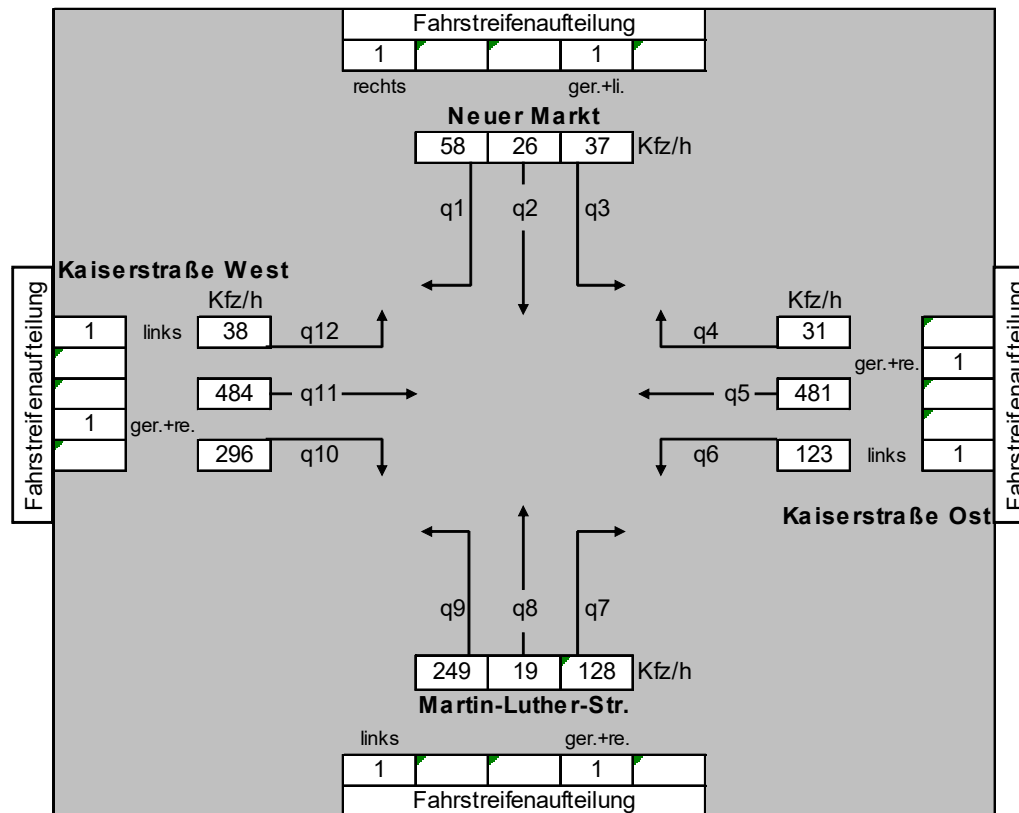 Fahrstreifenaufteilung
1 1
rechts ger.+li.
Neuer Markt
58 26 37 Kfz/h
q1 q2 q3
Kaiserstraße West
Kfz/h Kfz/h
Fahrstreifenaufteilung
1 links 38 q12 q4 31
ger.+re. 1
484 q11 q5 481
1 ger.+re.
296 q10 q6 123 links 1
Fahrstreifenaufteilung
Kaiserstraße Ost
q9 q8 q7
249 19 128 Kfz/h
Martin-Luther-Str.
links ger.+re.
1 1
Fahrstreifenaufteilung